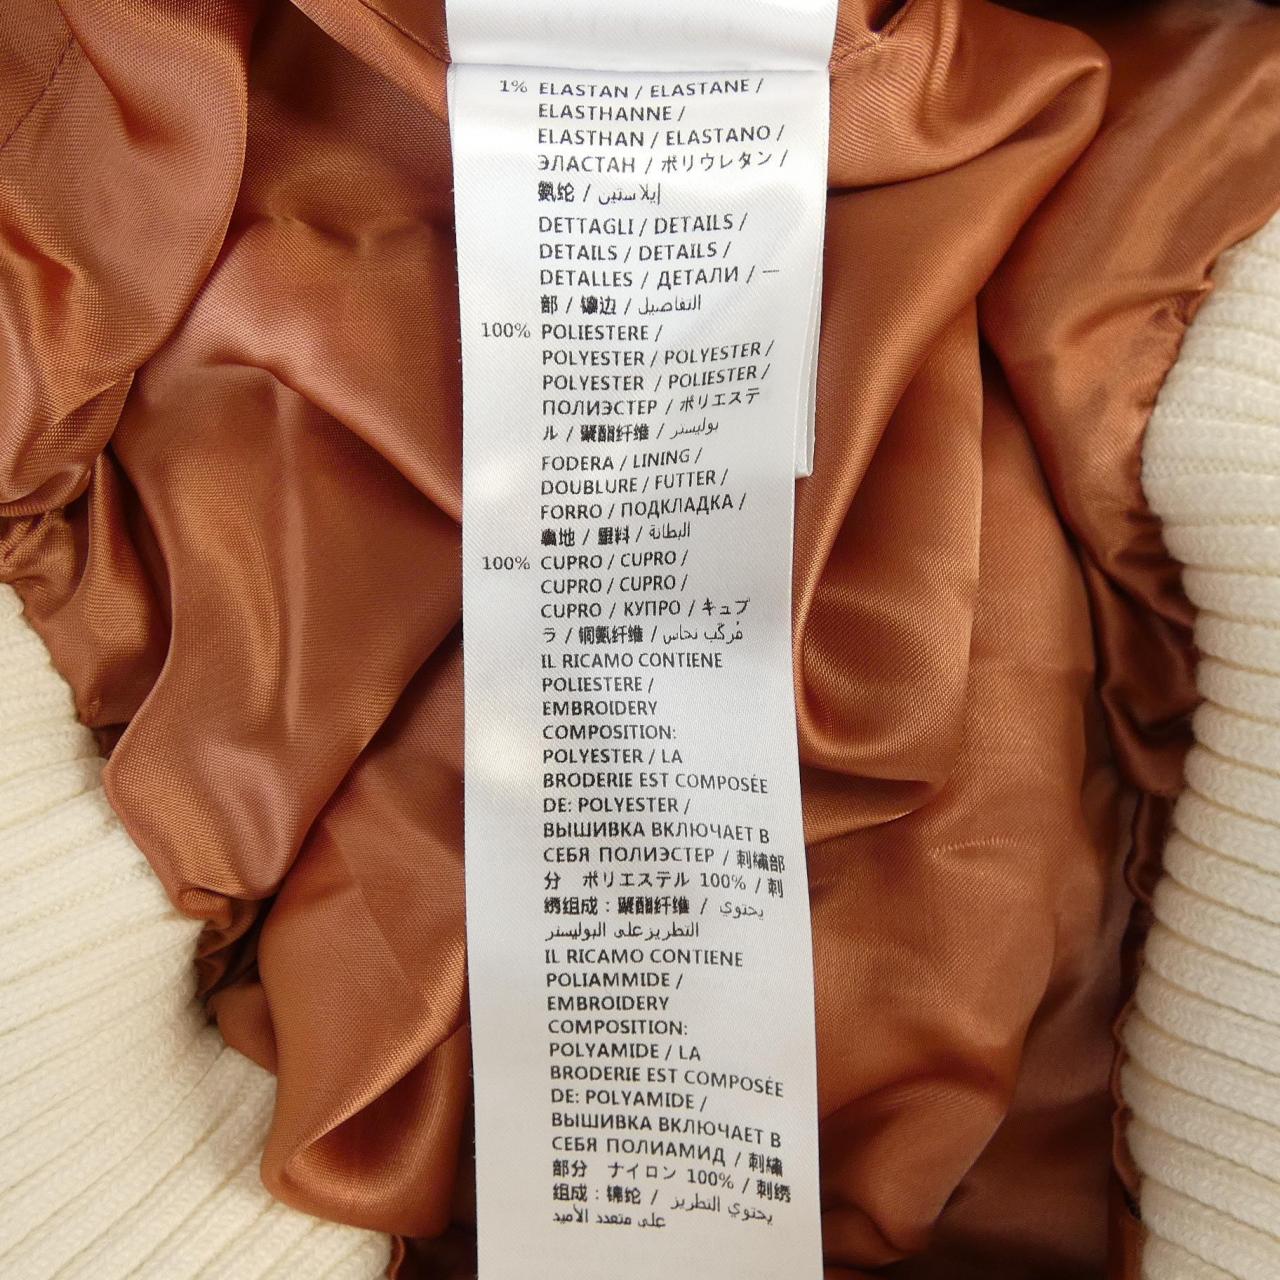 1% ELASTAN / ELASTANE /
ELASTHANNE /
ELASTHAN / ELASTANO /
ЭЛАСТАН / ポリウレタン /
氨纶 / إيلاستين
DETTAGLI / DETAILS /
DETAILS / DETAILS /
DETALLES / ДЕТАЛИ / 一
部 / 镶边 / التفاصيل
100% POLIESTERE /
POLYESTER / POLYESTER /
POLYESTER / POLIESTER /
ПОЛИЭСТЕР / ポリエステ
ル / 聚酯纤维 / بوليستر
FODERA / LINING /
DOUBLURE / FUTTER /
FORRO / ПОДКЛАДКА /
裏地 / 里料 / البطانة
100% CUPRO / CUPRO /
CUPRO / CUPRO /
CUPRO / КУПРО / キュプ
ラ / 铜氨纤维 / مُركّب نحاس
IL RICAMO CONTIENE
POLIESTERE /
EMBROIDERY
COMPOSITION:
POLYESTER / LA
BRODERIE EST COMPOSÉE
DE: POLYESTER /
ВЫШИВКА ВКЛЮЧАЕТ В
СЕБЯ ПОЛИЭСТЕР / 刺繍部
分 ポリエステル 100% / 刺
绣组成：聚酯纤维 / يحتوي
التطريز على البوليستر
IL RICAMO CONTIENE
POLIAMMIDE /
EMBROIDERY
COMPOSITION:
POLYAMIDE / LA
BRODERIE EST COMPOSÉE
DE: POLYAMIDE /
ВЫШИВКА ВКЛЮЧАЕТ В
СЕБЯ ПОЛИАМИД / 刺繍
部分 ナイロン 100% / 刺绣
组成：锦纶 / يحتوي التطريز
على متعدد الأميد